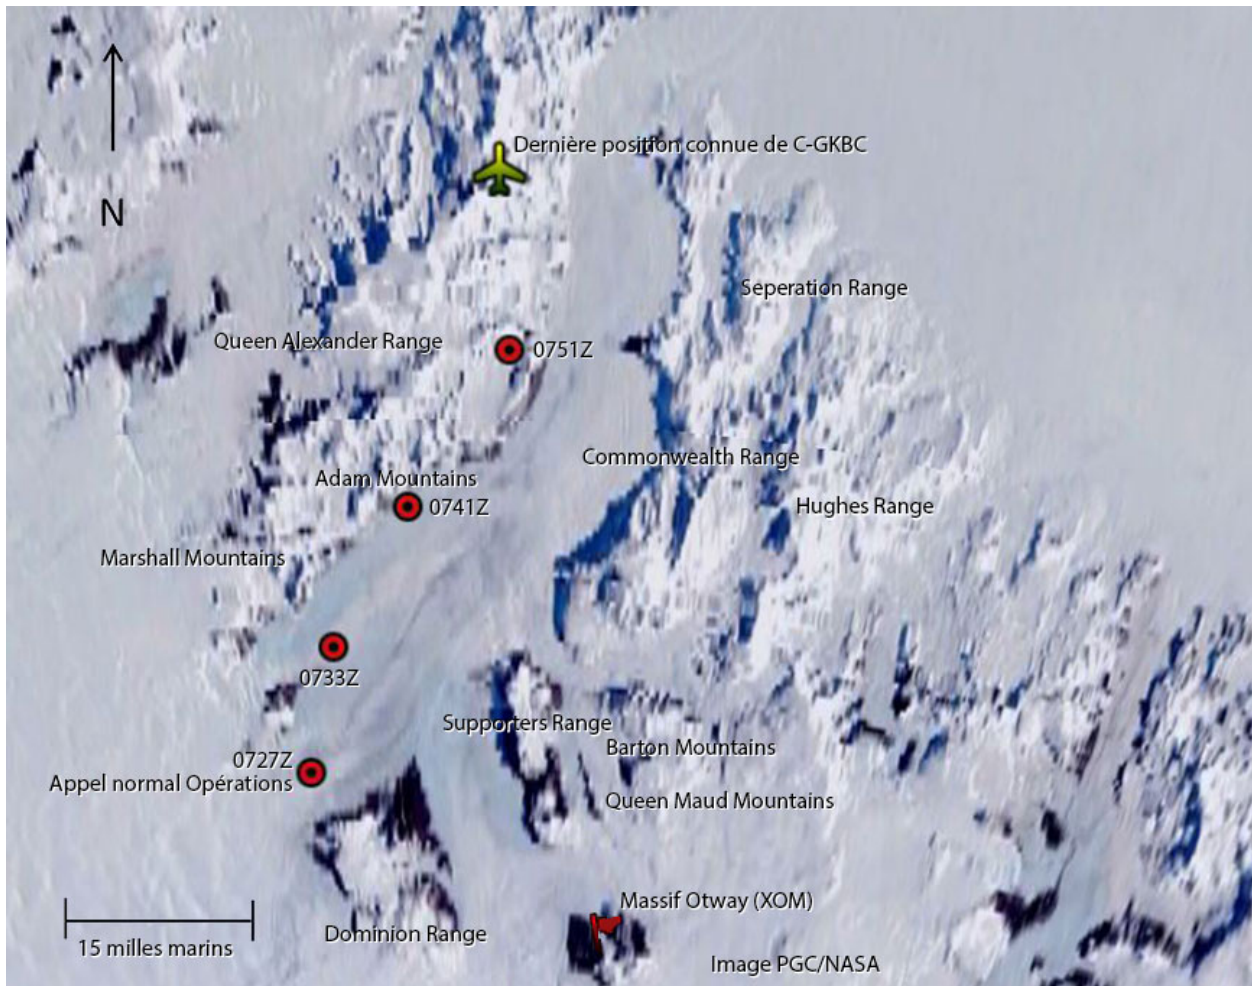 Dernière position connue de C-GKBC
N
Seperation Range
Queen Alexander Range
0751Z
Commonwealth Range
Adam Mountains
0741Z
Hughes Range
Marshall Mountains
0733Z
Supporters Range
Barton Mountains
0727Z
Appel normal Opérations
Queen Maud Mountains
Massif Otway (XOM)
15 milles marins
Dominion Range
Image PGC/NASA